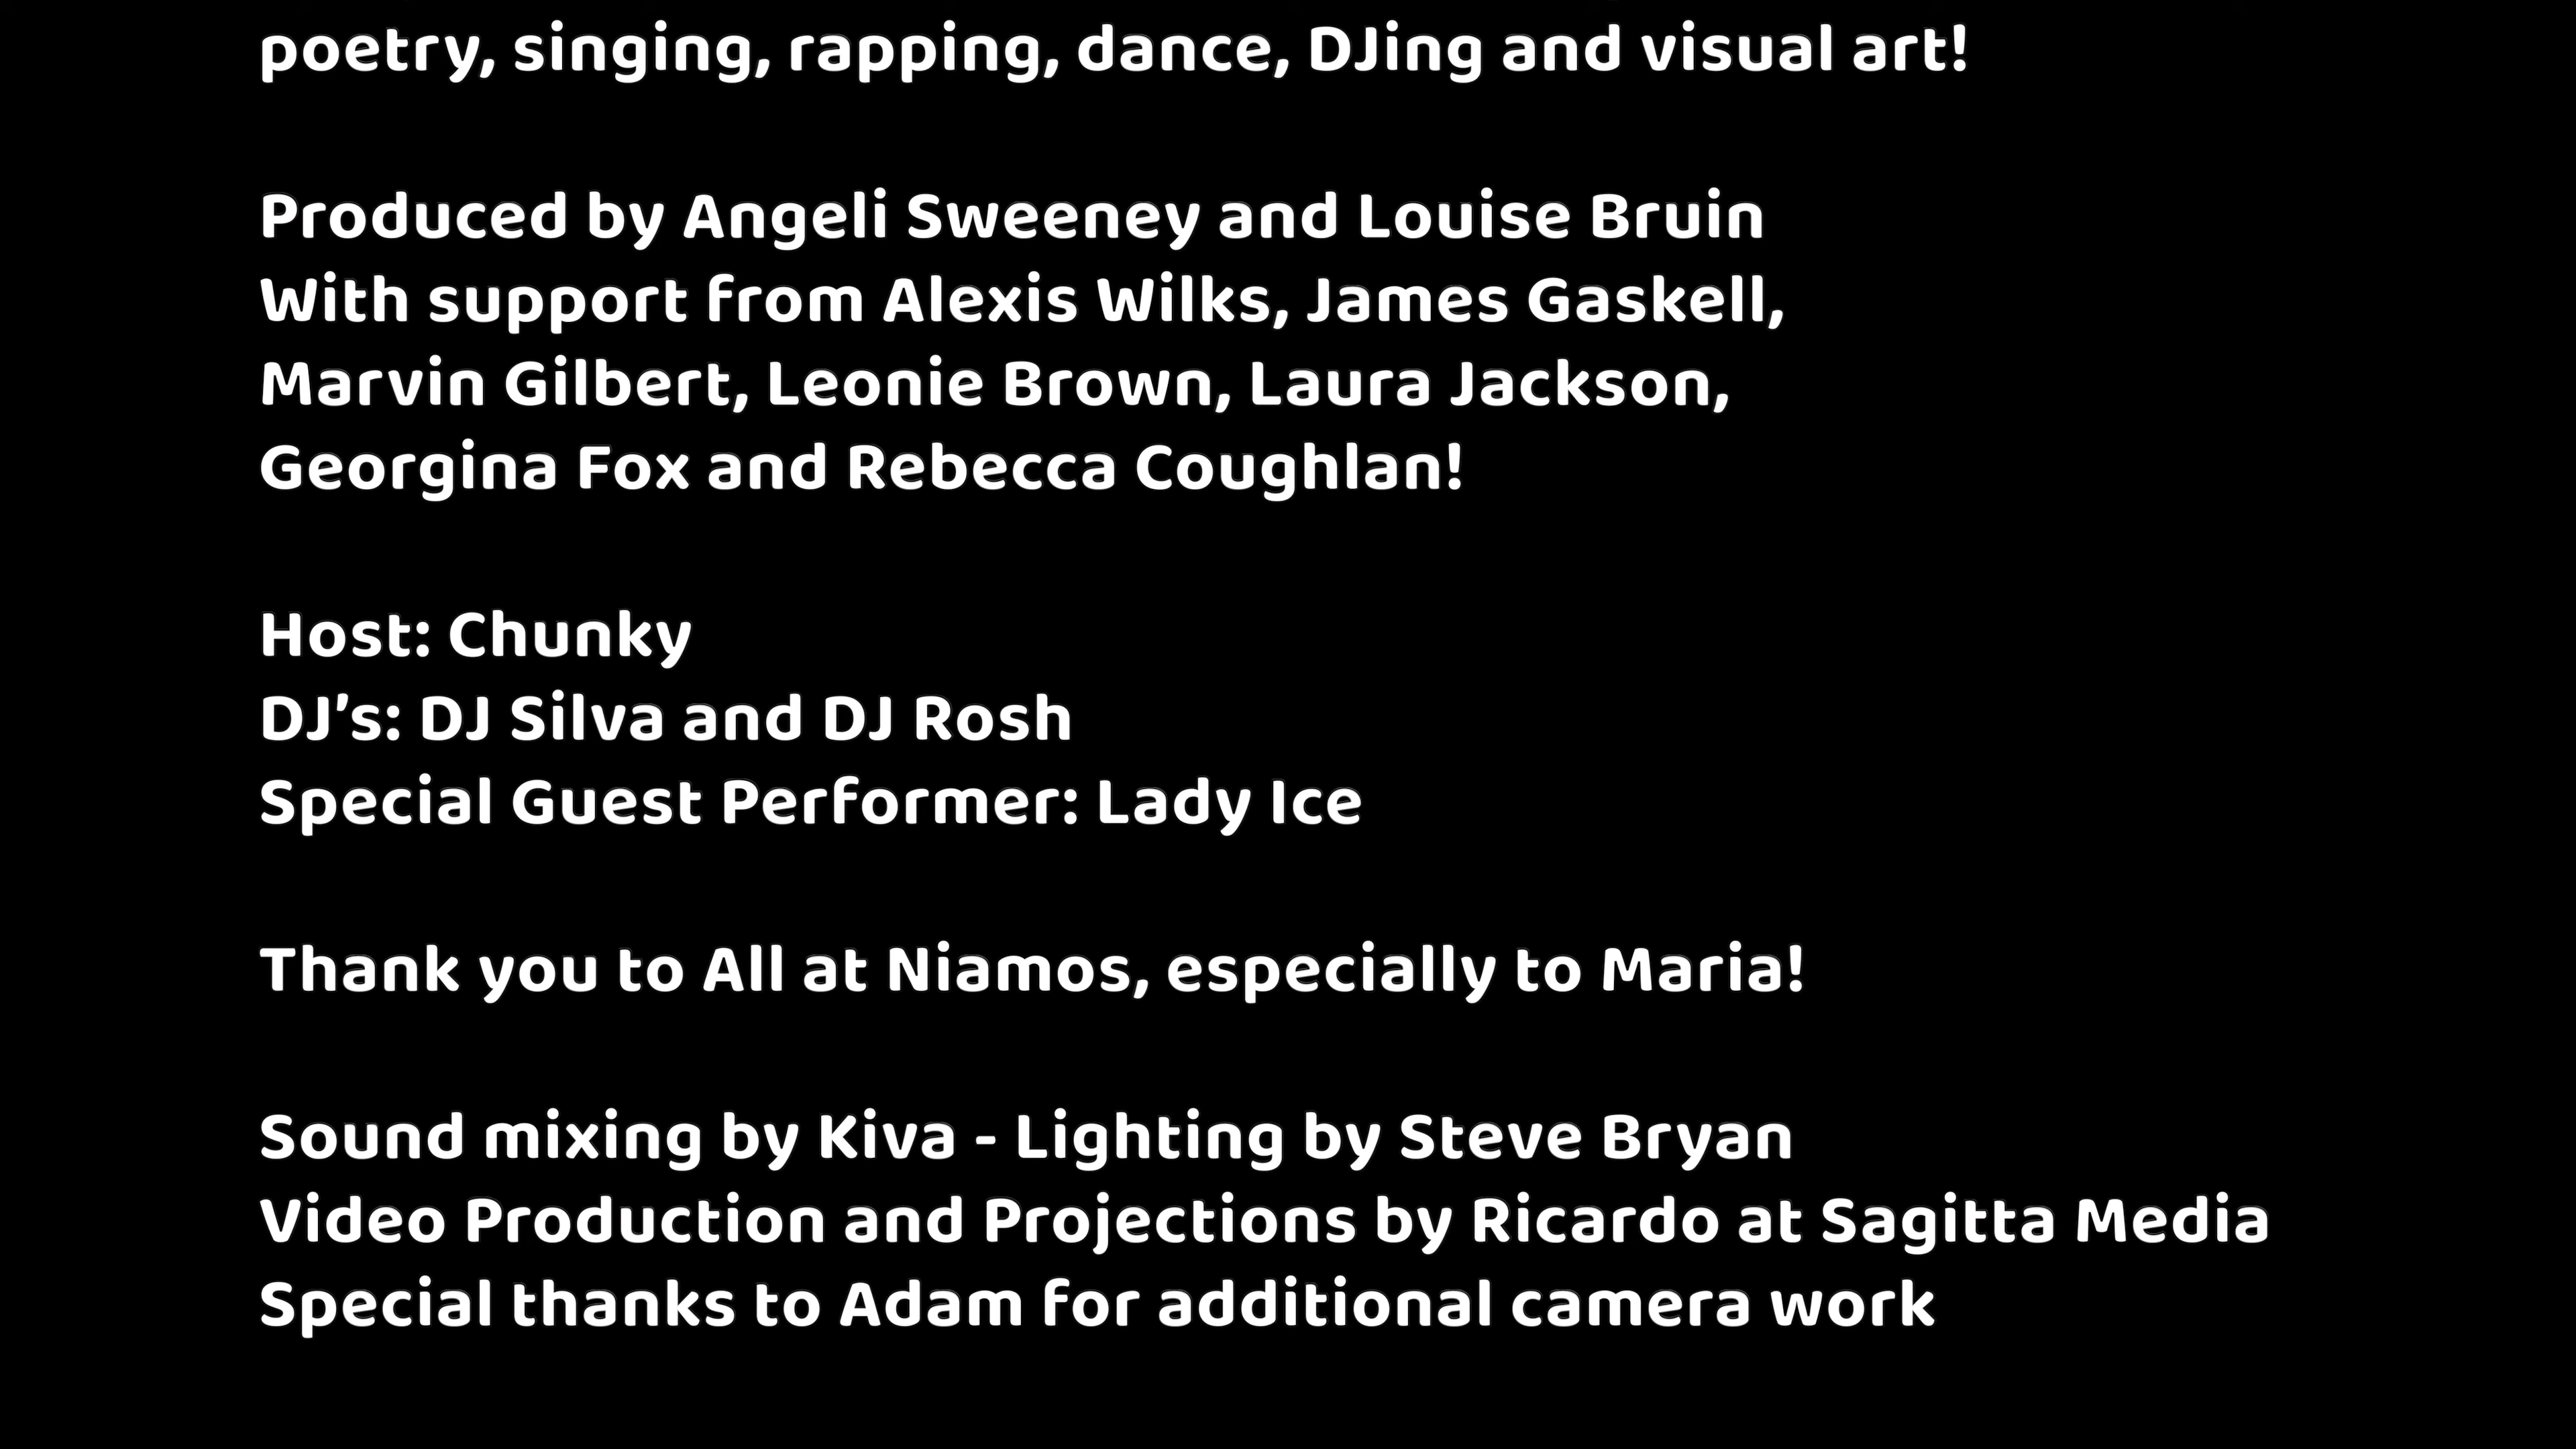 poetry, singing, rapping, dance, DJing and visual art!
Produced by Angeli Sweeney and Louise Bruin
With support from Alexis Wilks, James Gaskell,
Marvin Gilbert, Leonie Brown, Laura Jackson,
Georgina Fox and Rebecca Coughlan!
Host: Chunky
DJ’s: DJ Silva and DJ Rosh
Special Guest Performer: Lady Ice
Thank you to All at Niamos, especially to Maria!
Sound mixing by Kiva - Lighting by Steve Bryan
Video Production and Projections by Ricardo at Sagitta Media
Special thanks to Adam for additional camera work